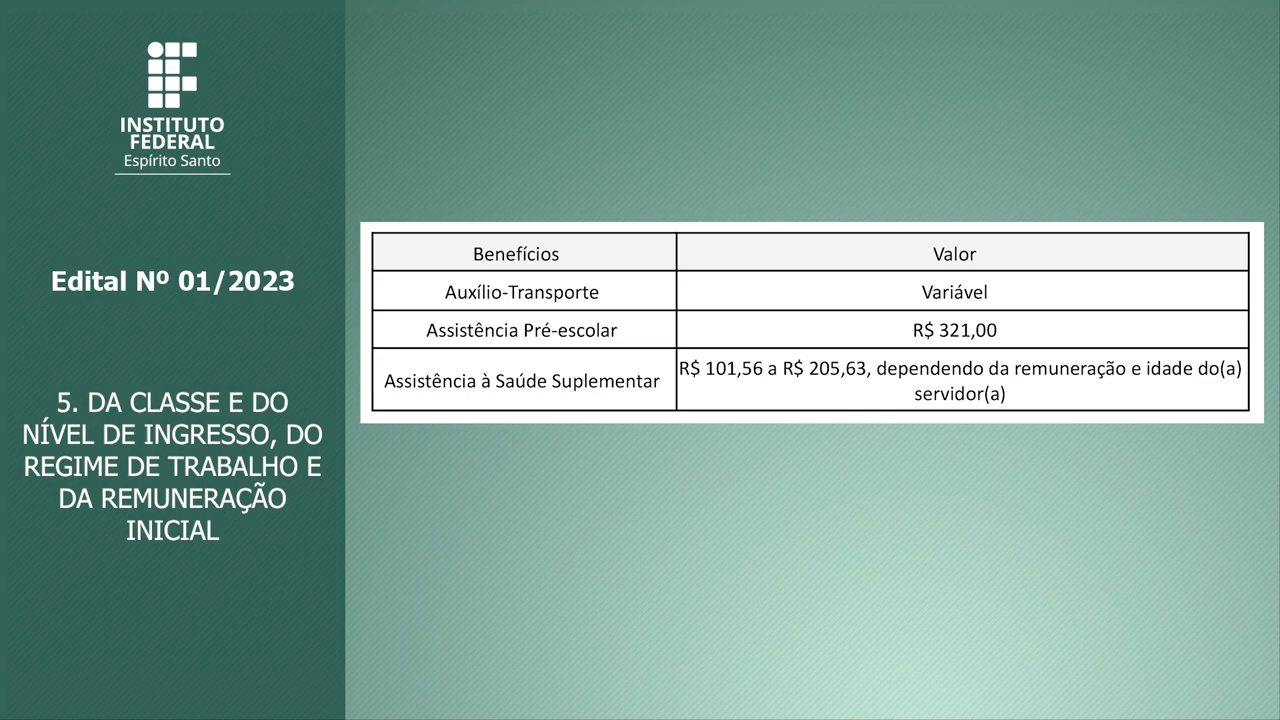 INSTITUTO
FEDERAL
Espírito Santo
Edital Nº 01/2023
5. DA CLASSE E DO
NÍVEL DE INGRESSO, DO
REGIME DE TRABALHO E
DA REMUNERAÇÃO
INICIAL
Benefícios Valor
Auxílio-Transporte Variável
Assistência Pré-escolar R$ 321,00
Assistência à Saúde Suplementar R$ 101,56 a R$ 205,63, dependendo da remuneração e idade do(a)
servidor(a)